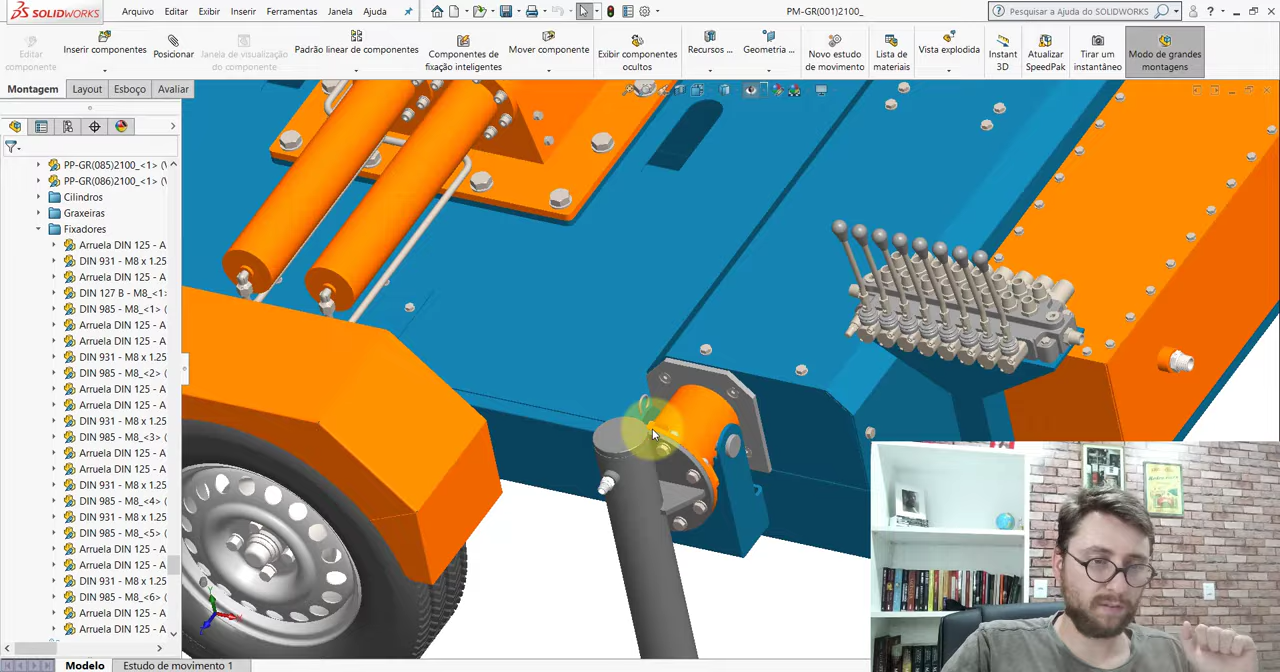 SOLIDWORKS
Arquivo Editar Exibir Inserir Ferramentas Janela Ajuda
PM-GR(001)2100_
Pesquisar a Ajuda do SOLIDWORKS
Editar componente
Inserir componentes
Posicionar
Janela de visualização do componente
Padrão linear de componentes
Componentes de fixação inteligentes
Mover componente
Exibir componentes ocultos
Recursos ...
Geometria ...
Novo estudo de movimento
Lista de materiais
Vista explodida
Instant 3D
Atualizar SpeedPak
Tirar um instantâneo
Modo de grandes montagens
Montagem Layout Esboço Avaliar
PP-GR(085)2100_<1> (V
PP-GR(086)2100_<1> (V
Cilindros
Graxeiras
Fixadores
Arruela DIN 125 - A
DIN 931 - M8 x 1.25
Arruela DIN 125 - A
DIN 127 B - M8_<1>
DIN 985 - M8_<1> (
Arruela DIN 125 - A
Arruela DIN 125 - A
DIN 931 - M8 x 1.25
DIN 985 - M8_<2> (
Arruela DIN 125 - A
Arruela DIN 125 - A
DIN 931 - M8 x 1.25
DIN 985 - M8_<3> (
Arruela DIN 125 - A
Arruela DIN 125 - A
DIN 931 - M8 x 1.25
DIN 985 - M8_<4> (
DIN 931 - M8 x 1.25
DIN 985 - M8_<5> (
Arruela DIN 125 - A
Arruela DIN 125 - A
DIN 931 - M8 x 1.25
DIN 985 - M8_<6> (
Arruela DIN 125 - A
Arruela DIN 125 - A
Modelo Estudo de movimento 1